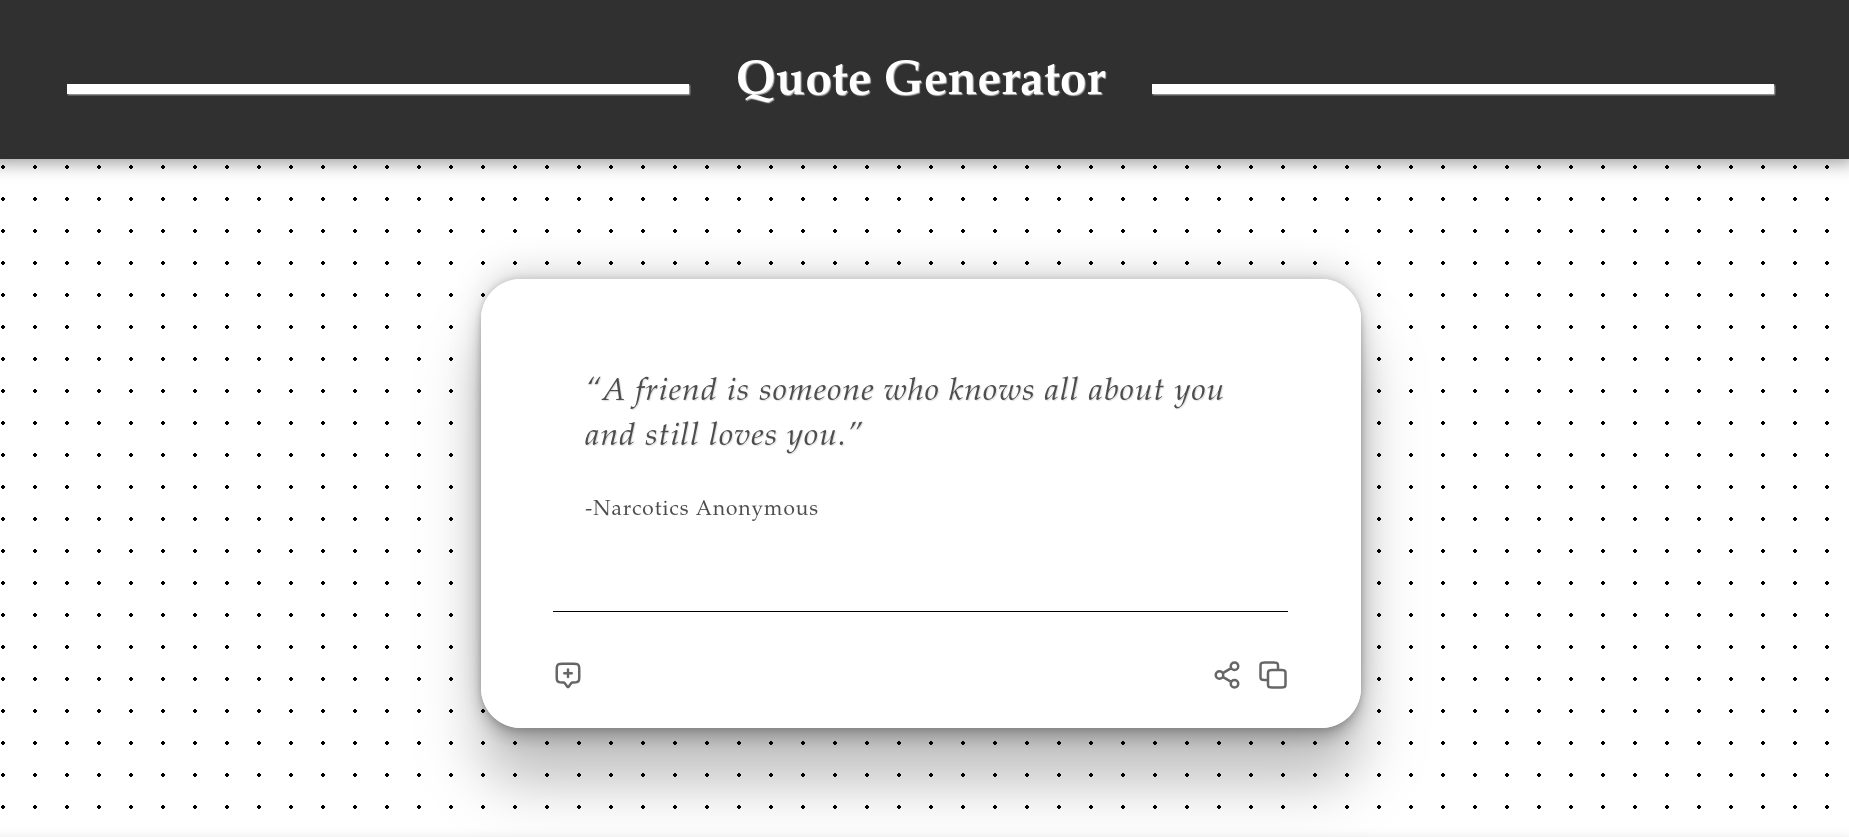 Quote Generator
“A friend is someone who knows all about you
and still loves you.”
-Narcotics Anonymous